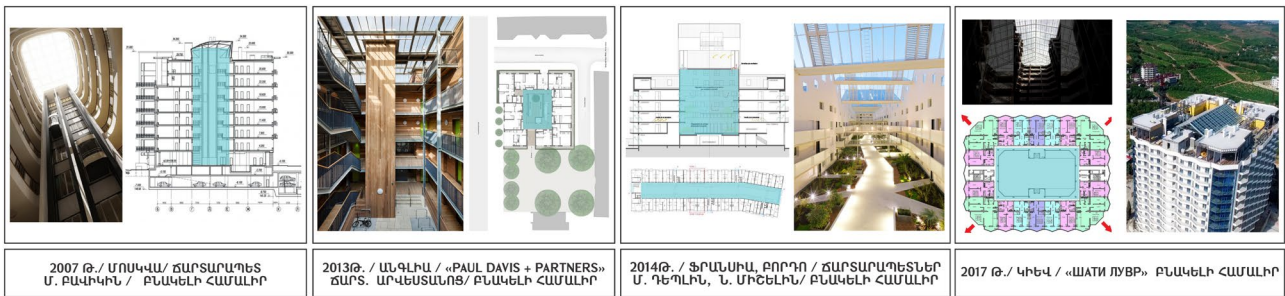 2007 Թ./ ՄՈՍԿՎԱ/ ՃԱՐՏԱՐԱՊԵՏ
Մ. ԲԱՎԻԿԻՆ / ԲՆԱԿԵԼԻ ՀԱՄԱԼԻՐ
2013Թ. / ԱՆԳԼԻԱ / «PAUL DAVIS + PARTNERS»
ՃԱՐՏ. ԱՐՎԵՍՏԱՆՈՑ/ ԲՆԱԿԵԼԻ ՀԱՄԱԼԻՐ
2014Թ. / ՖՐԱՆՍԻԱ, ԲՈՐԴՈ / ՃԱՐՏԱՐԱՊԵՏՆԵՐ
Մ. ԴԵՊԼԻՆ, Ն. ՄԻՇԵԼԻՆ/ ԲՆԱԿԵԼԻ ՀԱՄԱԼԻՐ
2017 Թ./ ԿԻԵՎ / «ШАТИ ЛУВР» ԲՆԱԿԵԼԻ ՀԱՄԱԼԻՐ